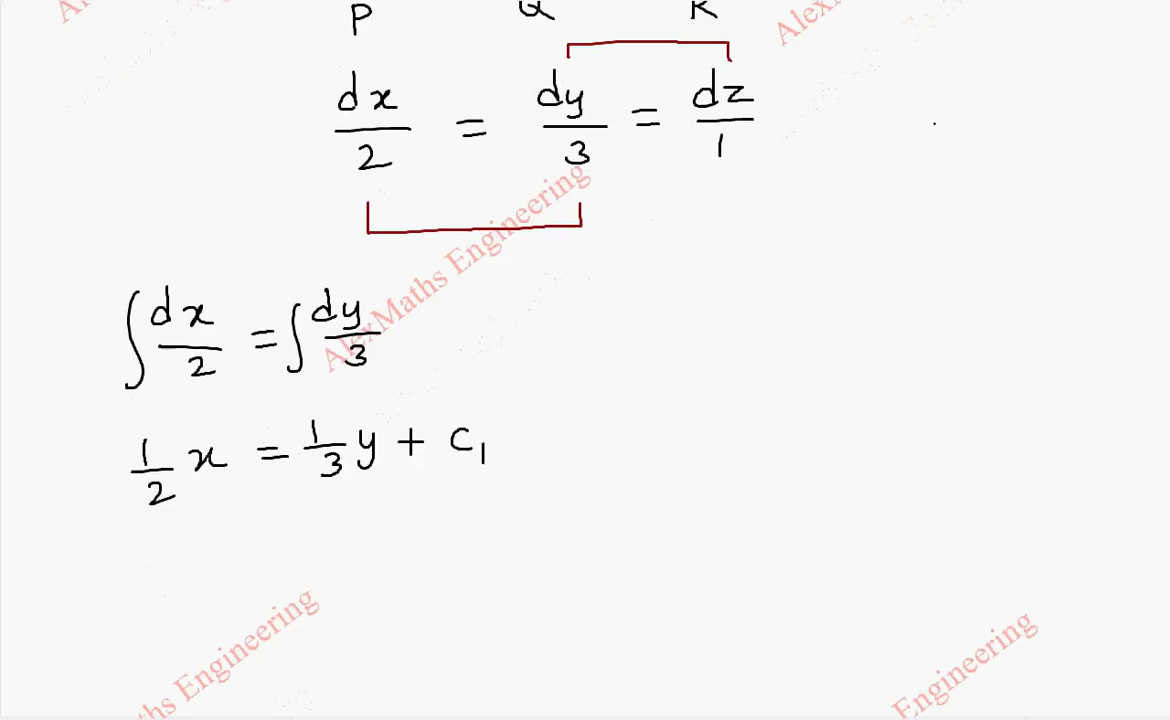 P Q R
dx/2 = dy/3 = dz/1
∫ dx/2 = ∫ dy/3
1/2 x = 1/3 y + C₁
AlexMaths Engineering
Engineering
Engineering